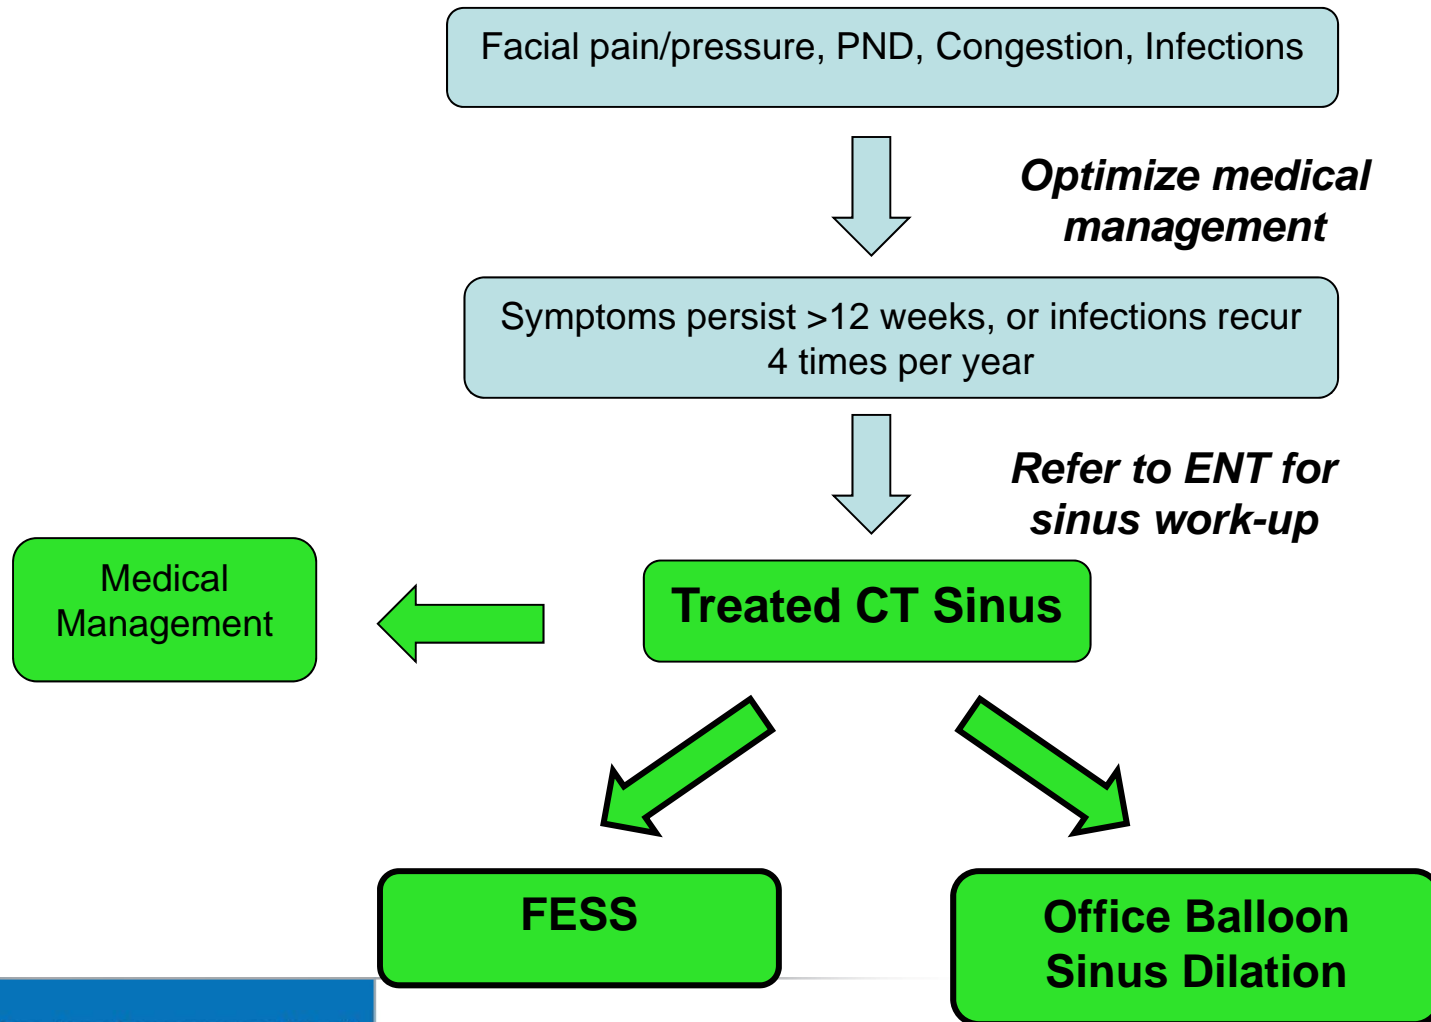 Facial pain/pressure, PND, Congestion, Infections
Optimize medical
management
Symptoms persist >12 weeks, or infections recur
4 times per year
Refer to ENT for
sinus work-up
Medical
Management
Treated CT Sinus
FESS
Office Balloon
Sinus Dilation